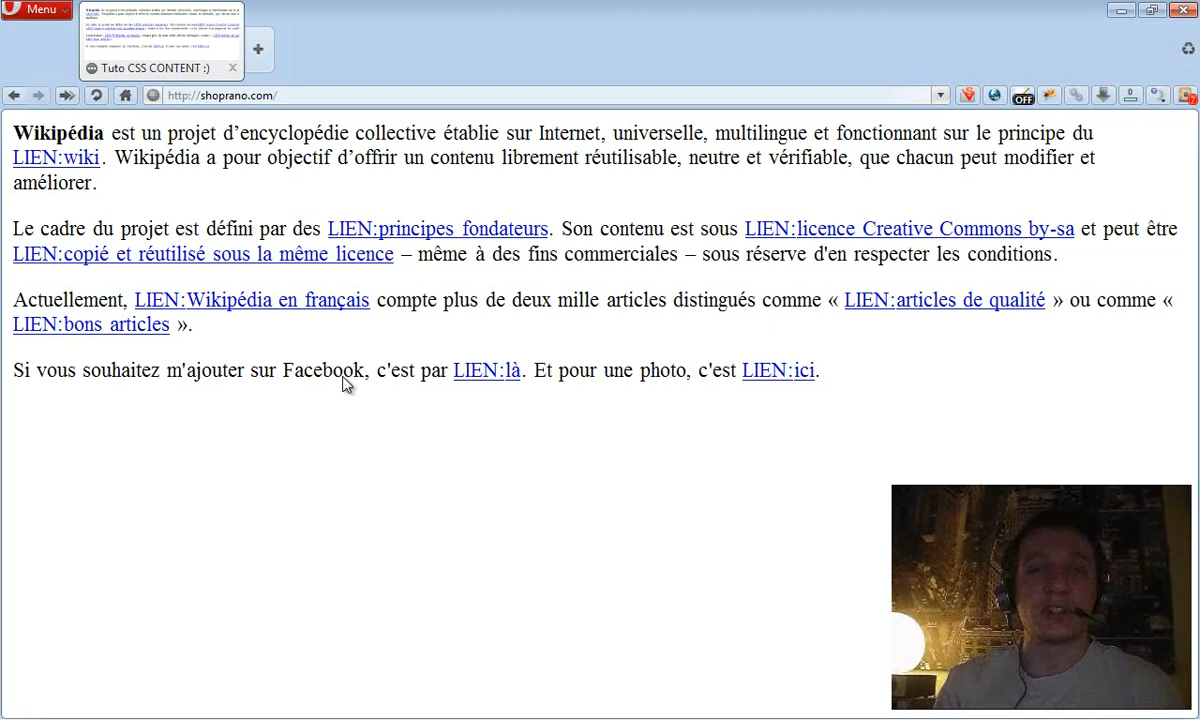 Menu
Tuto CSS CONTENT :)
http://shoprano.com/
OFF
0
7
Wikipédia est un projet d’encyclopédie collective établie sur Internet, universelle, multilingue et fonctionnant sur le principe du
LIEN:wiki. Wikipédia a pour objectif d’offrir un contenu librement réutilisable, neutre et vérifiable, que chacun peut modifier et
améliorer.
Le cadre du projet est défini par des LIEN:principes fondateurs. Son contenu est sous LIEN:licence Creative Commons by-sa et peut être
LIEN:copié et réutilisé sous la même licence – même à des fins commerciales – sous réserve d'en respecter les conditions.
Actuellement, LIEN:Wikipédia en français compte plus de deux mille articles distingués comme « LIEN:articles de qualité » ou comme «
LIEN:bons articles ».
Si vous souhaitez m'ajouter sur Facebook, c'est par LIEN:là. Et pour une photo, c'est LIEN:ici.